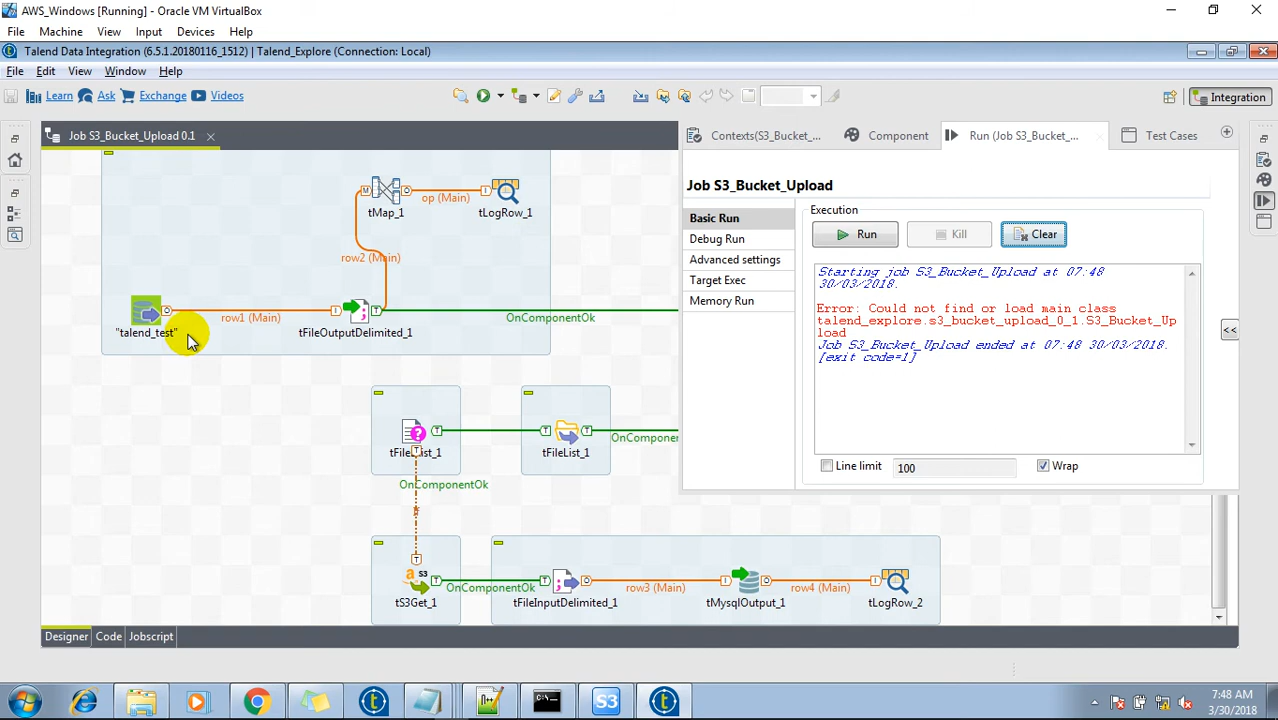 AWS_Windows [Running] - Oracle VM VirtualBox
File Machine View Input Devices Help
Talend Data Integration (6.5.1.20180116_1512) | Talend_Explore (Connection: Local)
File Edit View Window Help
Learn Ask Exchange Videos
Integration
Job S3_Bucket_Upload 0.1
Contexts(S3_Bucket_... Component Run (Job S3_Bucket_... Test Cases
Job S3_Bucket_Upload
Basic Run
Debug Run
Advanced settings
Target Exec
Memory Run
Execution
Run Kill Clear
Starting job S3_Bucket_Upload at 07:48
30/03/2018.
Error: Could not find or load main class
talend_explore.s3_bucket_upload_0_1.S3_Bucket_Up
load
Job S3_Bucket_Upload ended at 07:48 30/03/2018.
[exit code=1]
<<
Line limit 100 Wrap
M O op (Main) I
tMap_1 tLogRow_1
row2 (Main)
O row1 (Main) I T OnComponentOk
"talend_test" tFileOutputDelimited_1
T T T OnComponent
tFileList_1
OnComponentOk
T
S3
T OnComponentOk T O row3 (Main) I O row4 (Main) I
tS3Get_1 tFileInputDelimited_1 tMysqlOutput_1 tLogRow_2
Designer Code Jobscript
S3
7:48 AM
3/30/2018